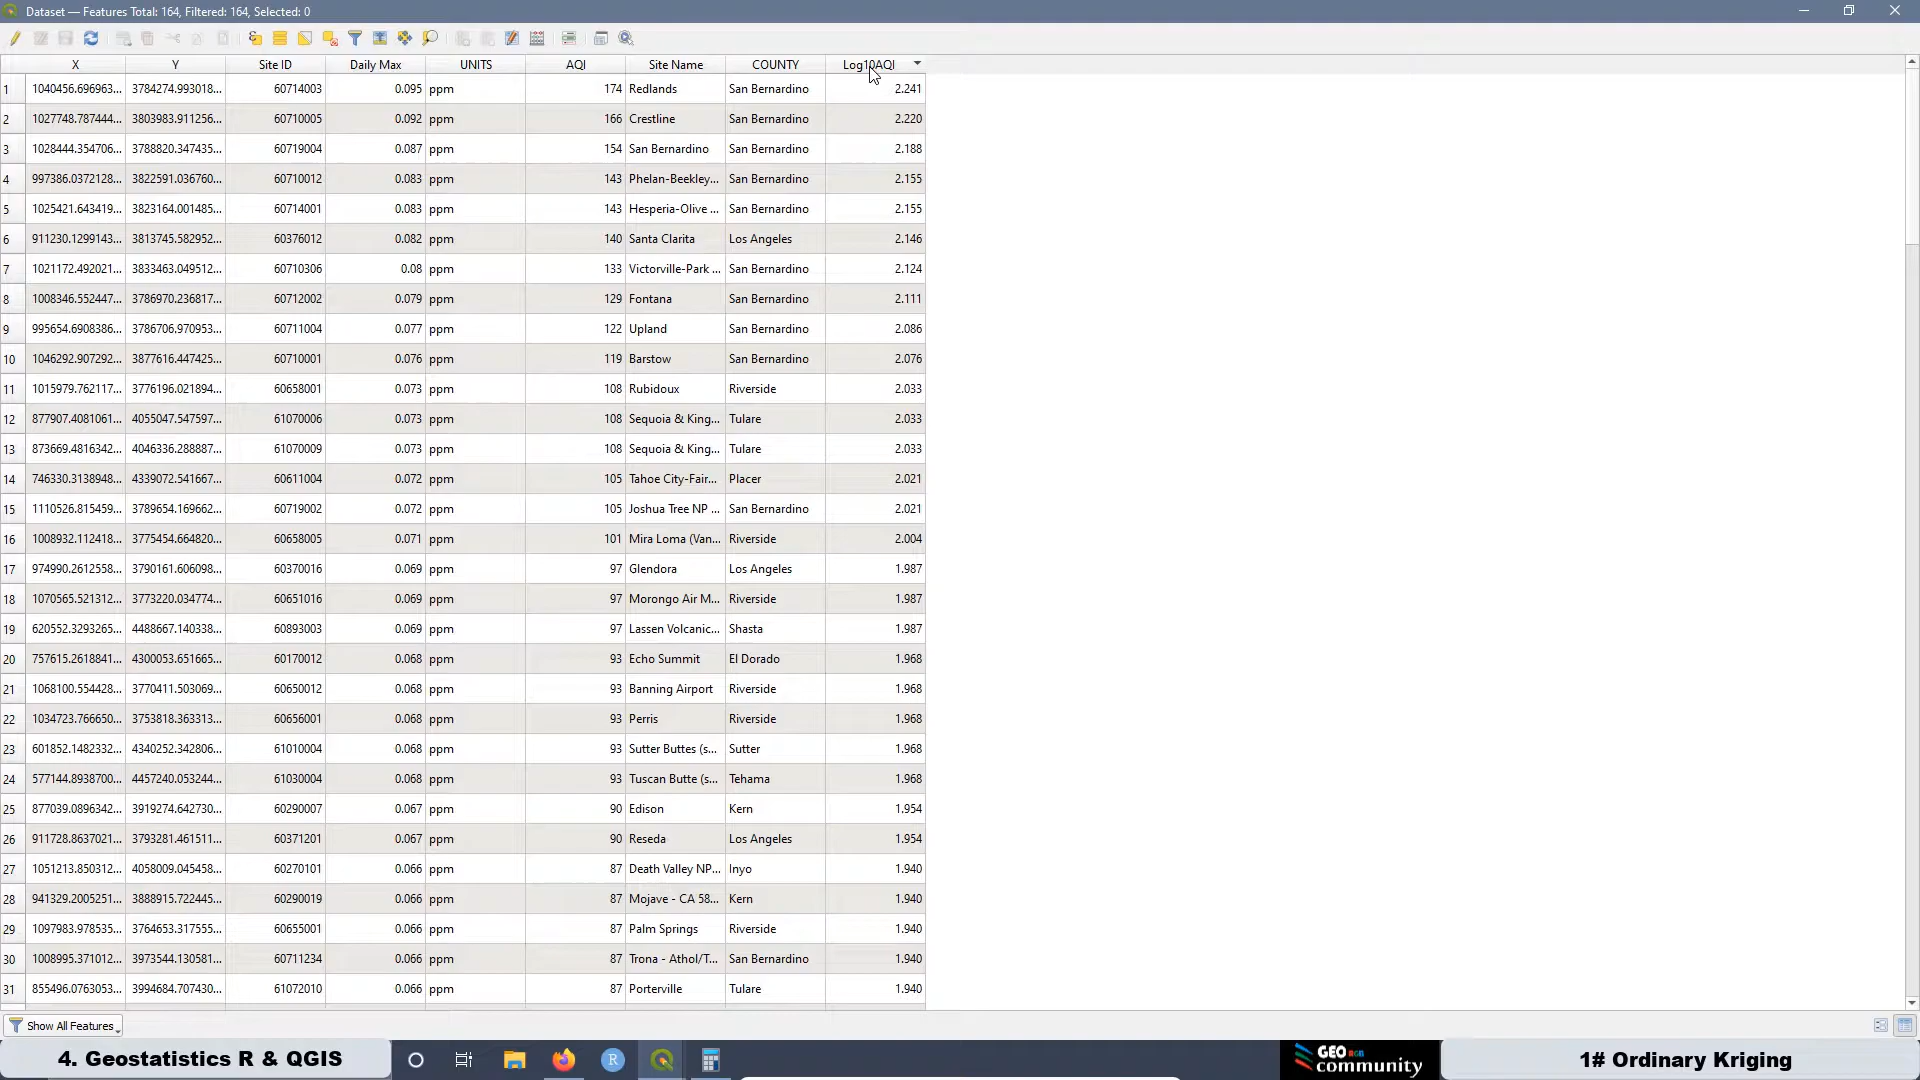 Dataset — Features Total: 164, Filtered: 164, Selected: 0
X Y Site ID Daily Max UNITS AQI Site Name COUNTY Log10AQI
1 1040456.696963... 3784274.993018... 60714003 0.095 ppm 174 Redlands San Bernardino 2.241
2 1027748.787444... 3803983.911256... 60710005 0.092 ppm 166 Crestline San Bernardino 2.220
3 1028444.354706... 3788820.347435... 60719004 0.087 ppm 154 San Bernardino San Bernardino 2.188
4 997386.0372128... 3822591.036760... 60710012 0.083 ppm 143 Phelan-Beekley... San Bernardino 2.155
5 1025421.643419... 3823164.001485... 60714001 0.083 ppm 143 Hesperia-Olive ... San Bernardino 2.155
6 911230.1299143... 3813745.582952... 60376012 0.082 ppm 140 Santa Clarita Los Angeles 2.146
7 1021172.492021... 3833463.049512... 60710306 0.08 ppm 133 Victorville-Park ... San Bernardino 2.124
8 1008346.552447... 3786970.236817... 60712002 0.079 ppm 129 Fontana San Bernardino 2.111
9 995654.6908386... 3786706.970953... 60711004 0.077 ppm 122 Upland San Bernardino 2.086
10 1046292.907292... 3877616.447425... 60710001 0.076 ppm 119 Barstow San Bernardino 2.076
11 1015979.762117... 3776196.021894... 60658001 0.073 ppm 108 Rubidoux Riverside 2.033
12 877907.4081061... 4055047.547597... 61070006 0.073 ppm 108 Sequoia & King... Tulare 2.033
13 873669.4816342... 4046336.288887... 61070009 0.073 ppm 108 Sequoia & King... Tulare 2.033
14 746330.3138948... 4339072.541667... 60611004 0.072 ppm 105 Tahoe City-Fair... Placer 2.021
15 1110526.815459... 3789654.169662... 60719002 0.072 ppm 105 Joshua Tree NP ... San Bernardino 2.021
16 1008932.112418... 3775454.664820... 60658005 0.071 ppm 101 Mira Loma (Van... Riverside 2.004
17 974990.2612558... 3790161.606098... 60370016 0.069 ppm 97 Glendora Los Angeles 1.987
18 1070565.521312... 3773220.034774... 60651016 0.069 ppm 97 Morongo Air M... Riverside 1.987
19 620552.3293265... 4488667.140338... 60893003 0.069 ppm 97 Lassen Volcanic... Shasta 1.987
20 757615.2618841... 4300053.651665... 60170012 0.068 ppm 93 Echo Summit El Dorado 1.968
21 1068100.554428... 3770411.503069... 60650012 0.068 ppm 93 Banning Airport Riverside 1.968
22 1034723.766650... 3753818.363313... 60656001 0.068 ppm 93 Perris Riverside 1.968
23 601852.1482332... 4340252.342806... 61010004 0.068 ppm 93 Sutter Buttes (s... Sutter 1.968
24 577144.8938700... 4457240.053244... 61030004 0.068 ppm 93 Tuscan Butte (s... Tehama 1.968
25 877039.0896342... 3919274.642730... 60290007 0.067 ppm 90 Edison Kern 1.954
26 911728.8637021... 3793281.461511... 60371201 0.067 ppm 90 Reseda Los Angeles 1.954
27 1051213.850312... 4058009.045458... 60270101 0.066 ppm 87 Death Valley NP... Inyo 1.940
28 941329.2005251... 3888915.722445... 60290019 0.066 ppm 87 Mojave - CA 58... Kern 1.940
29 1097983.978535... 3764653.317555... 60655001 0.066 ppm 87 Palm Springs Riverside 1.940
30 1008995.371012... 3973544.130581... 60711234 0.066 ppm 87 Trona - Athol/T... San Bernardino 1.940
31 855496.0763053... 3994684.707430... 61072010 0.066 ppm 87 Porterville Tulare 1.940
Show All Features
4. Geostatistics R & QGIS
R
GEO RGB
community
1# Ordinary Kriging